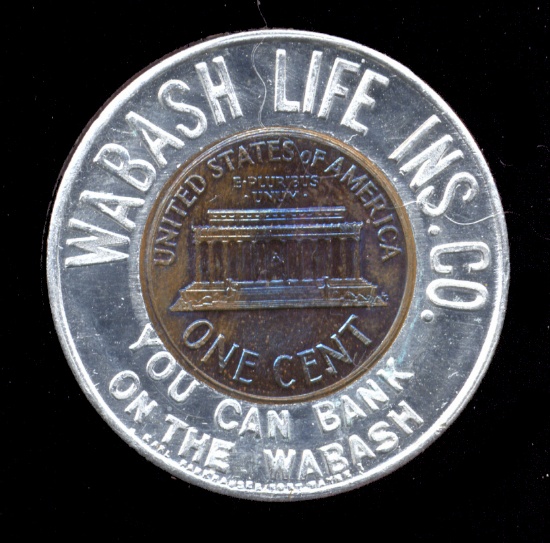 WABASH LIFE INS. CO.
UNITED STATES OF AMERICA
E·PLURIBUS
·UNUM·
ONE CENT
YOU CAN BANK
ON THE WABASH